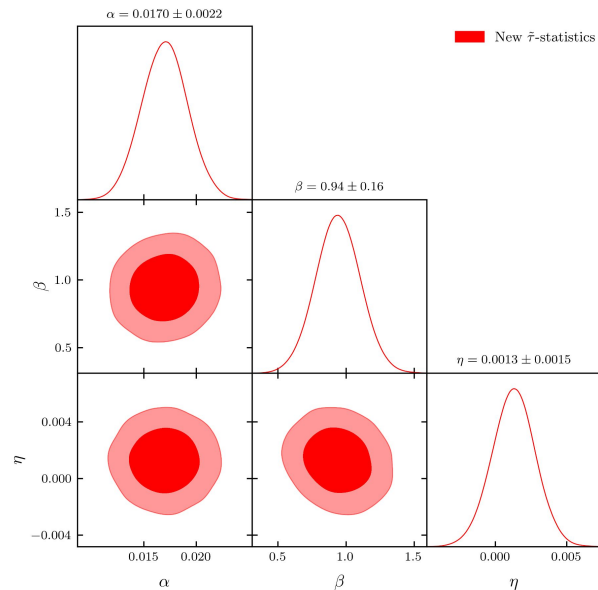 α = 0.0170 ± 0.0022
New τ̃-statistics
β = 0.94 ± 0.16
1.5
1.0
0.5
β
η = 0.0013 ± 0.0015
0.004
0.000
−0.004
η
0.015 0.020 0.5 1.0 1.5 0.000 0.005
α β η